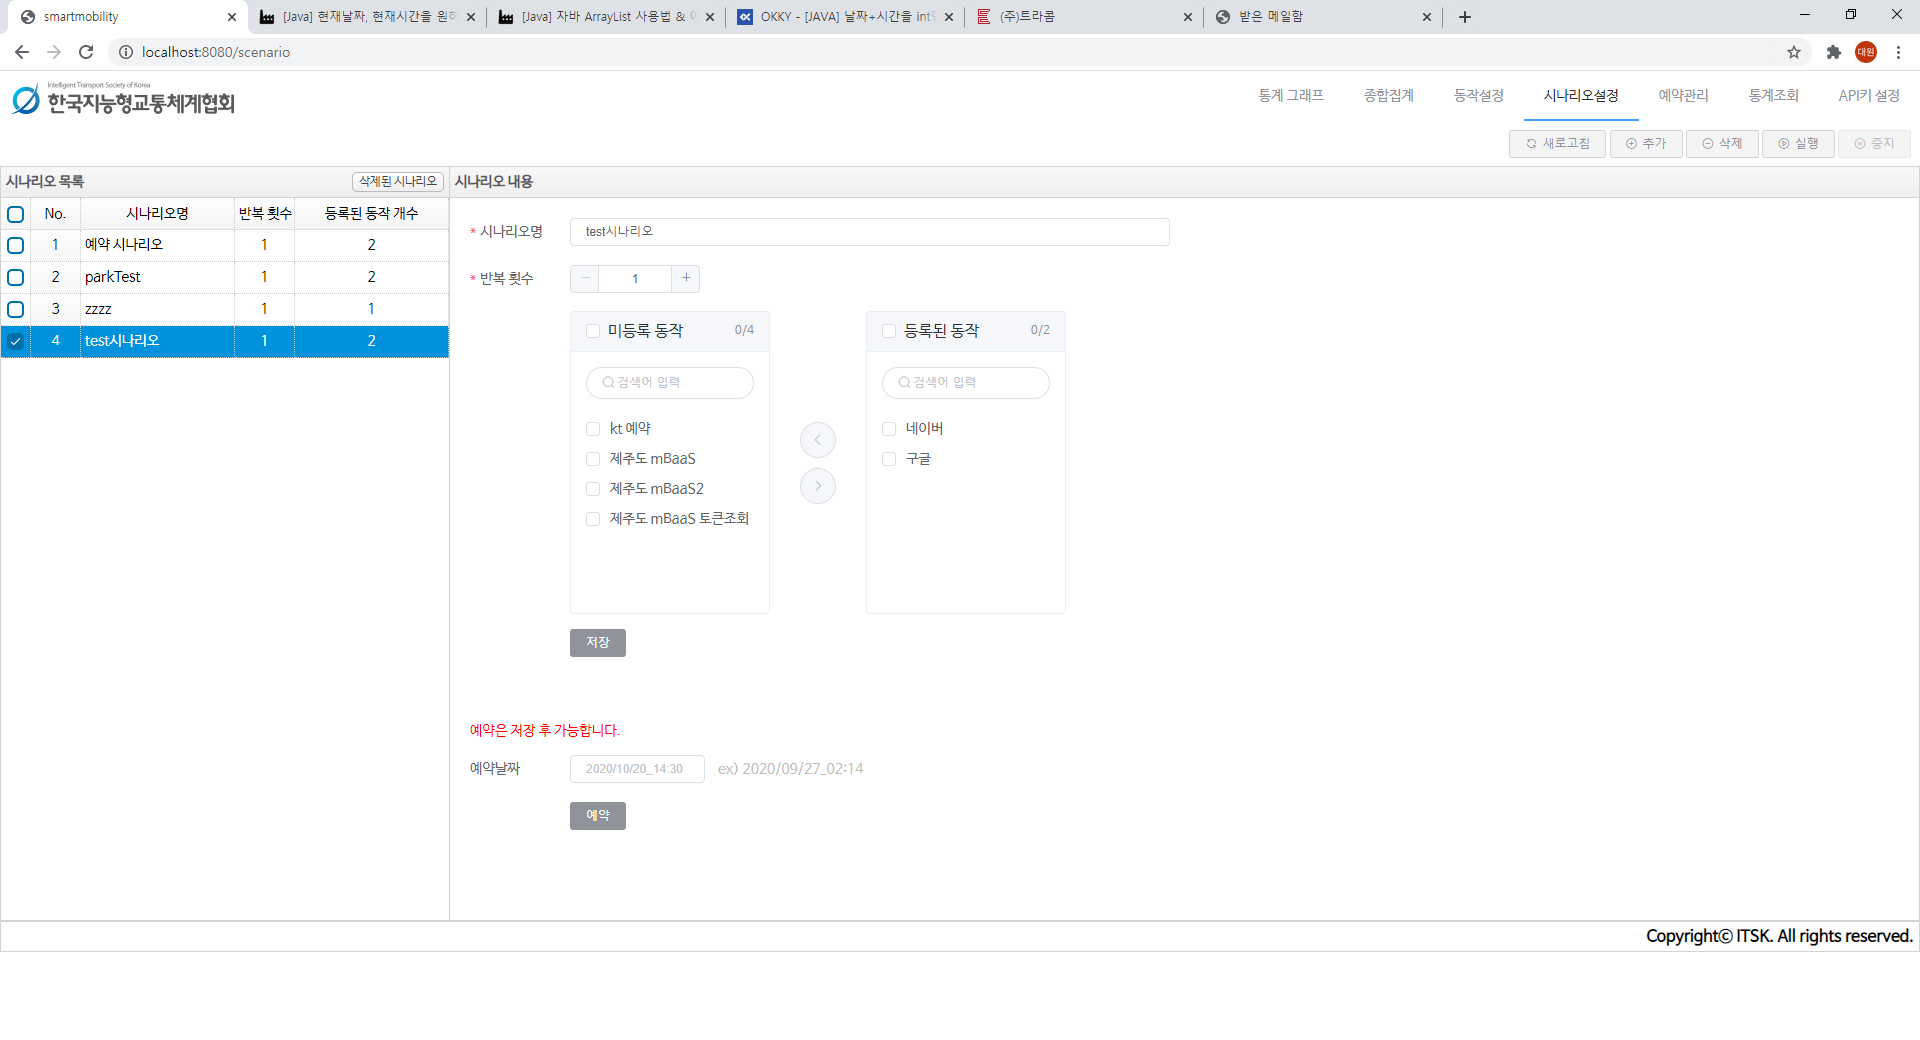 smartmobility
[Java] 현재날짜, 현재시간을 원하
[Java] 자바 ArrayList 사용법 &
OKKY - [JAVA] 날짜+시간을 int
(주)트라콤
받은 메일함
localhost:8080/scenario
대원
Intelligent Transport Society of Korea
한국지능형교통체계협회
통계 그래프
종합집계
동작설정
시나리오설정
예약관리
통계조회
API키 설정
새로고침
추가
삭제
실행
중지
시나리오 목록
삭제된 시나리오
시나리오 내용
No. 시나리오명 반복 횟수 등록된 동작 개수
1 예약 시나리오 1 2
2 parkTest 1 2
3 zzzz 1 1
4 test시나리오 1 2
* 시나리오명 test시나리오
* 반복 횟수 - 1 +
미등록 동작 0/4
검색어 입력
kt 예약
제주도 mBaaS
제주도 mBaaS2
제주도 mBaaS 토큰조회
등록된 동작 0/2
검색어 입력
네이버
구글
저장
예약은 저장 후 가능합니다.
예약날짜 2020/10/20_14:30 ex) 2020/09/27_02:14
예약
Copyrightⓒ ITSK. All rights reserved.